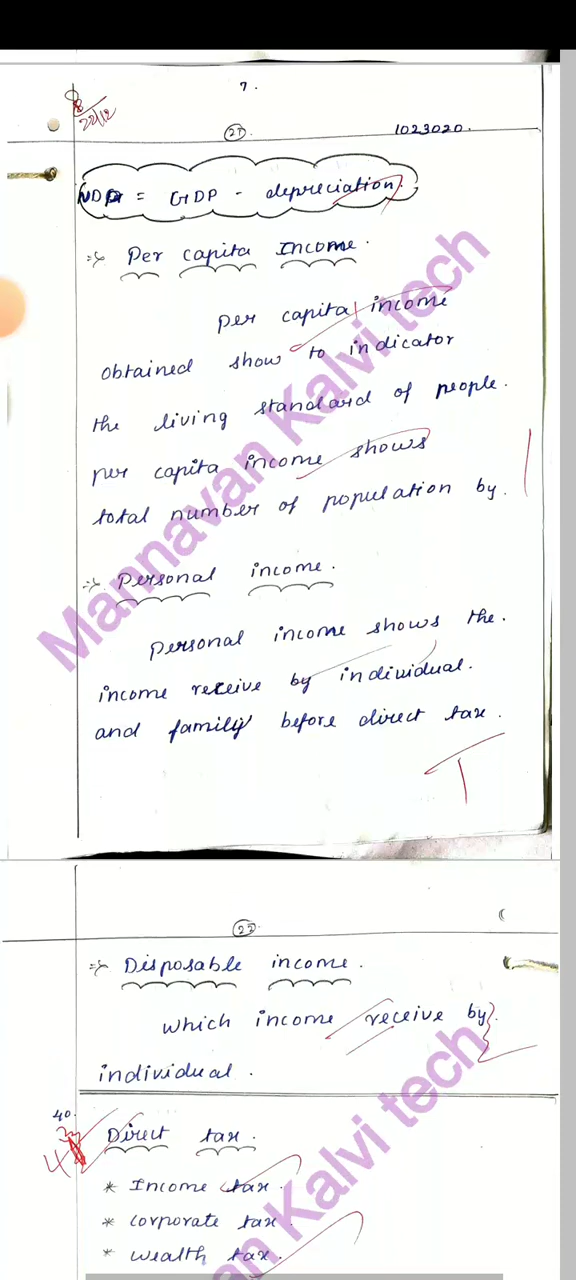 7.
22/12
27
1023020.
NDP = GDP - depreciation.
Per capita Income.
per capita income
obtained show to indicator
the living standard of people.
per capita income shows
total number of population by.
Personal income.
personal income shows the.
income receive by individual.
and family before direct tax.
22
Disposable income.
which income receive by
individual.
40.
Direct tax.
* Income tax.
* corporate tax.
* wealth tax.
Mannavan Kalvi tech
an Kalvi tech